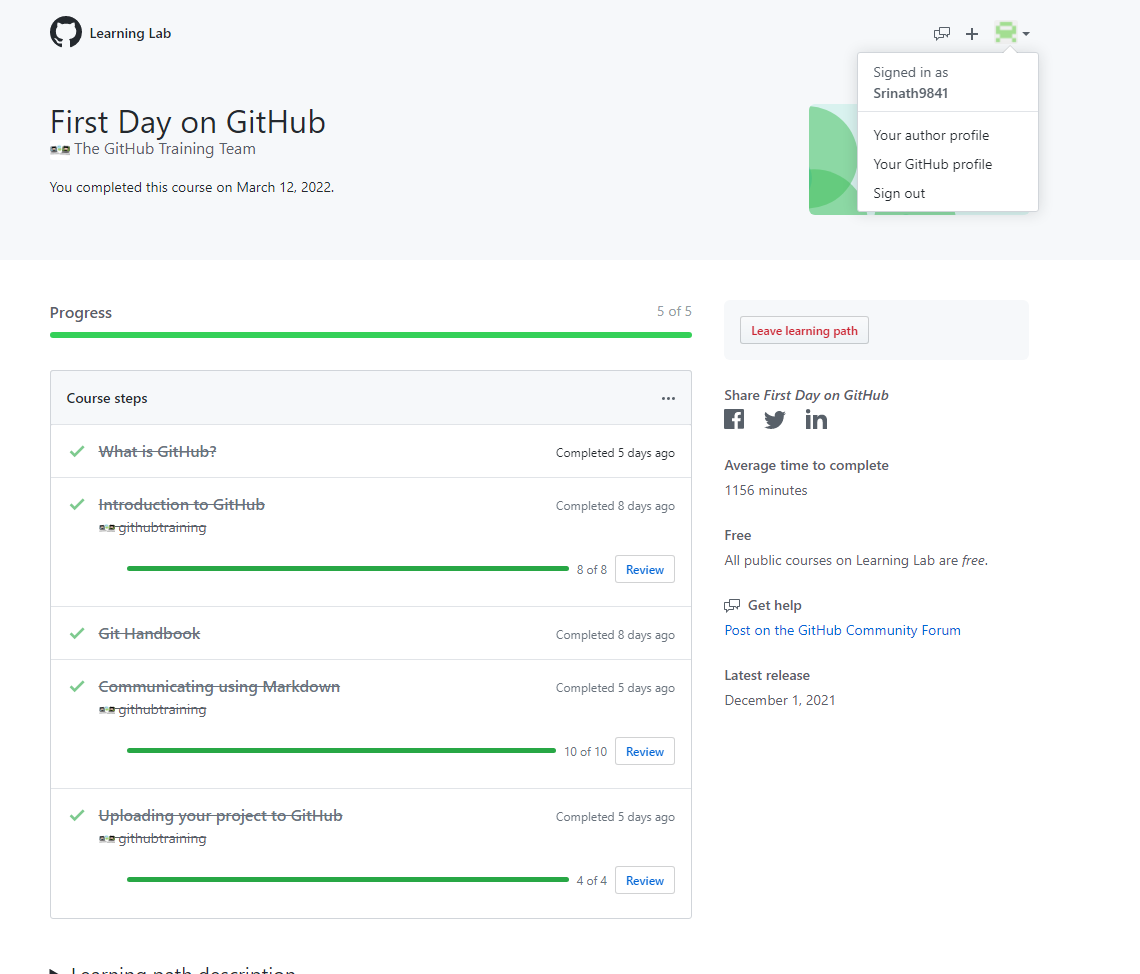 Learning Lab
Signed in as
Srinath9841
Your author profile
Your GitHub profile
Sign out
First Day on GitHub
The GitHub Training Team
You completed this course on March 12, 2022.
Progress
5 of 5
Course steps
What is GitHub?
Completed 5 days ago
Introduction to GitHub
Completed 8 days ago
githubtraining
8 of 8
Review
Git Handbook
Completed 8 days ago
Communicating using Markdown
Completed 5 days ago
githubtraining
10 of 10
Review
Uploading your project to GitHub
Completed 5 days ago
githubtraining
4 of 4
Review
Learning path description
Leave learning path
Share First Day on GitHub
Average time to complete
1156 minutes
Free
All public courses on Learning Lab are free.
Get help
Post on the GitHub Community Forum
Latest release
December 1, 2021